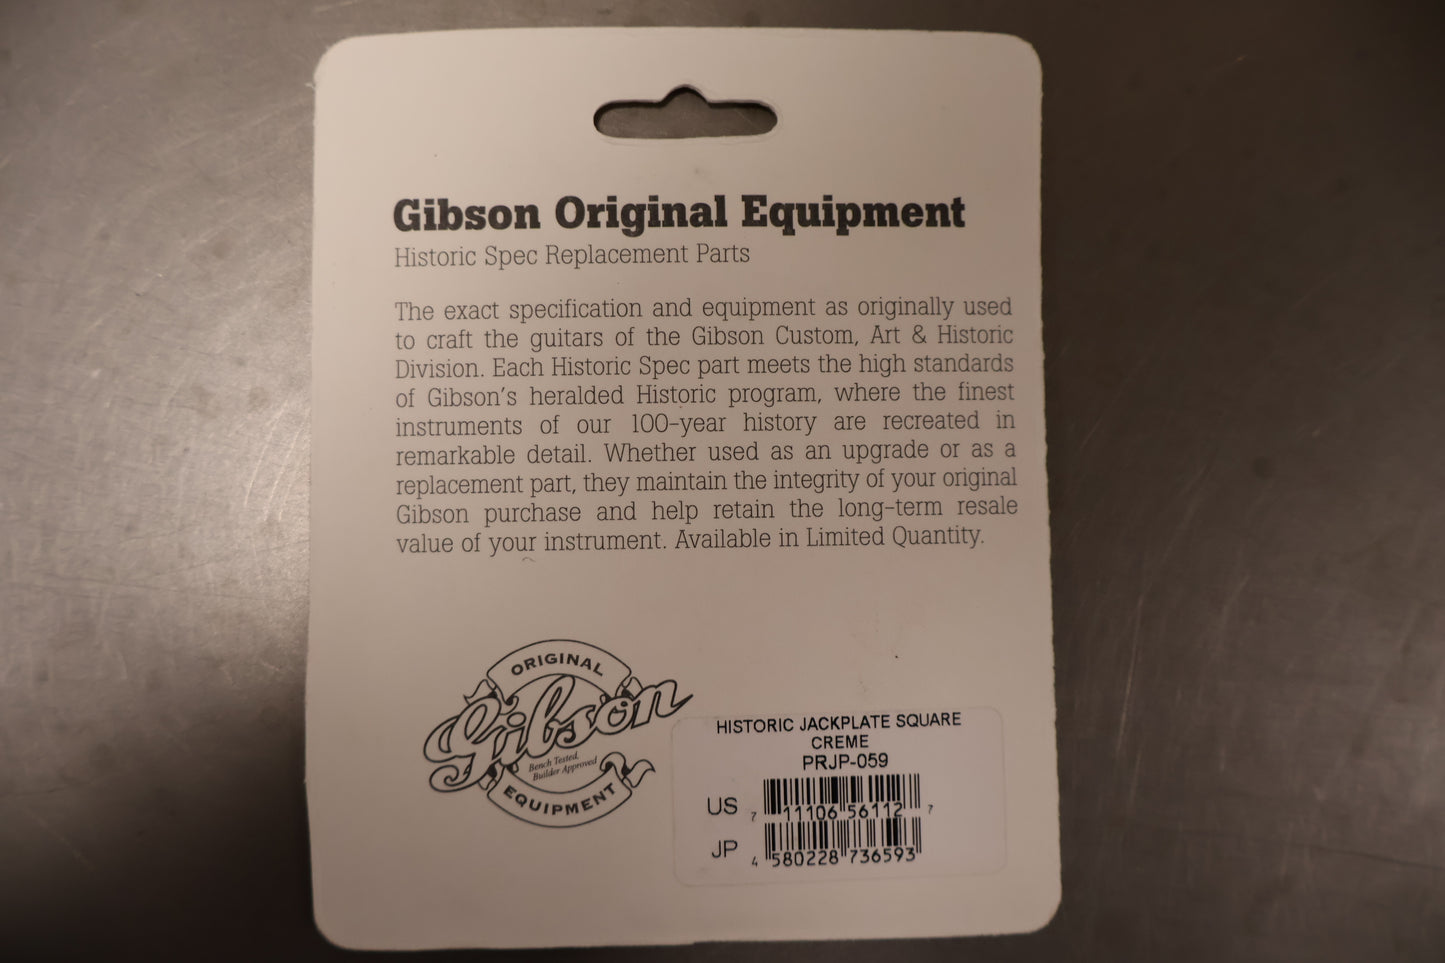 Gibson Original Equipment
Historic Spec Replacement Parts
The exact specification and equipment as originally used
to craft the guitars of the Gibson Custom, Art & Historic
Division. Each Historic Spec part meets the high standards
of Gibson's heralded Historic program, where the finest
instruments of our 100-year history are recreated in
remarkable detail. Whether used as an upgrade or as a
replacement part, they maintain the integrity of your original
Gibson purchase and help retain the long-term resale
value of your instrument. Available in Limited Quantity.
ORIGINAL
Gibson
Bench Tested,
Builder Approved
EQUIPMENT
HISTORIC JACKPLATE SQUARE
CREME
PRJP-059
US 7 11106 56112 7
JP 4 580228 736593